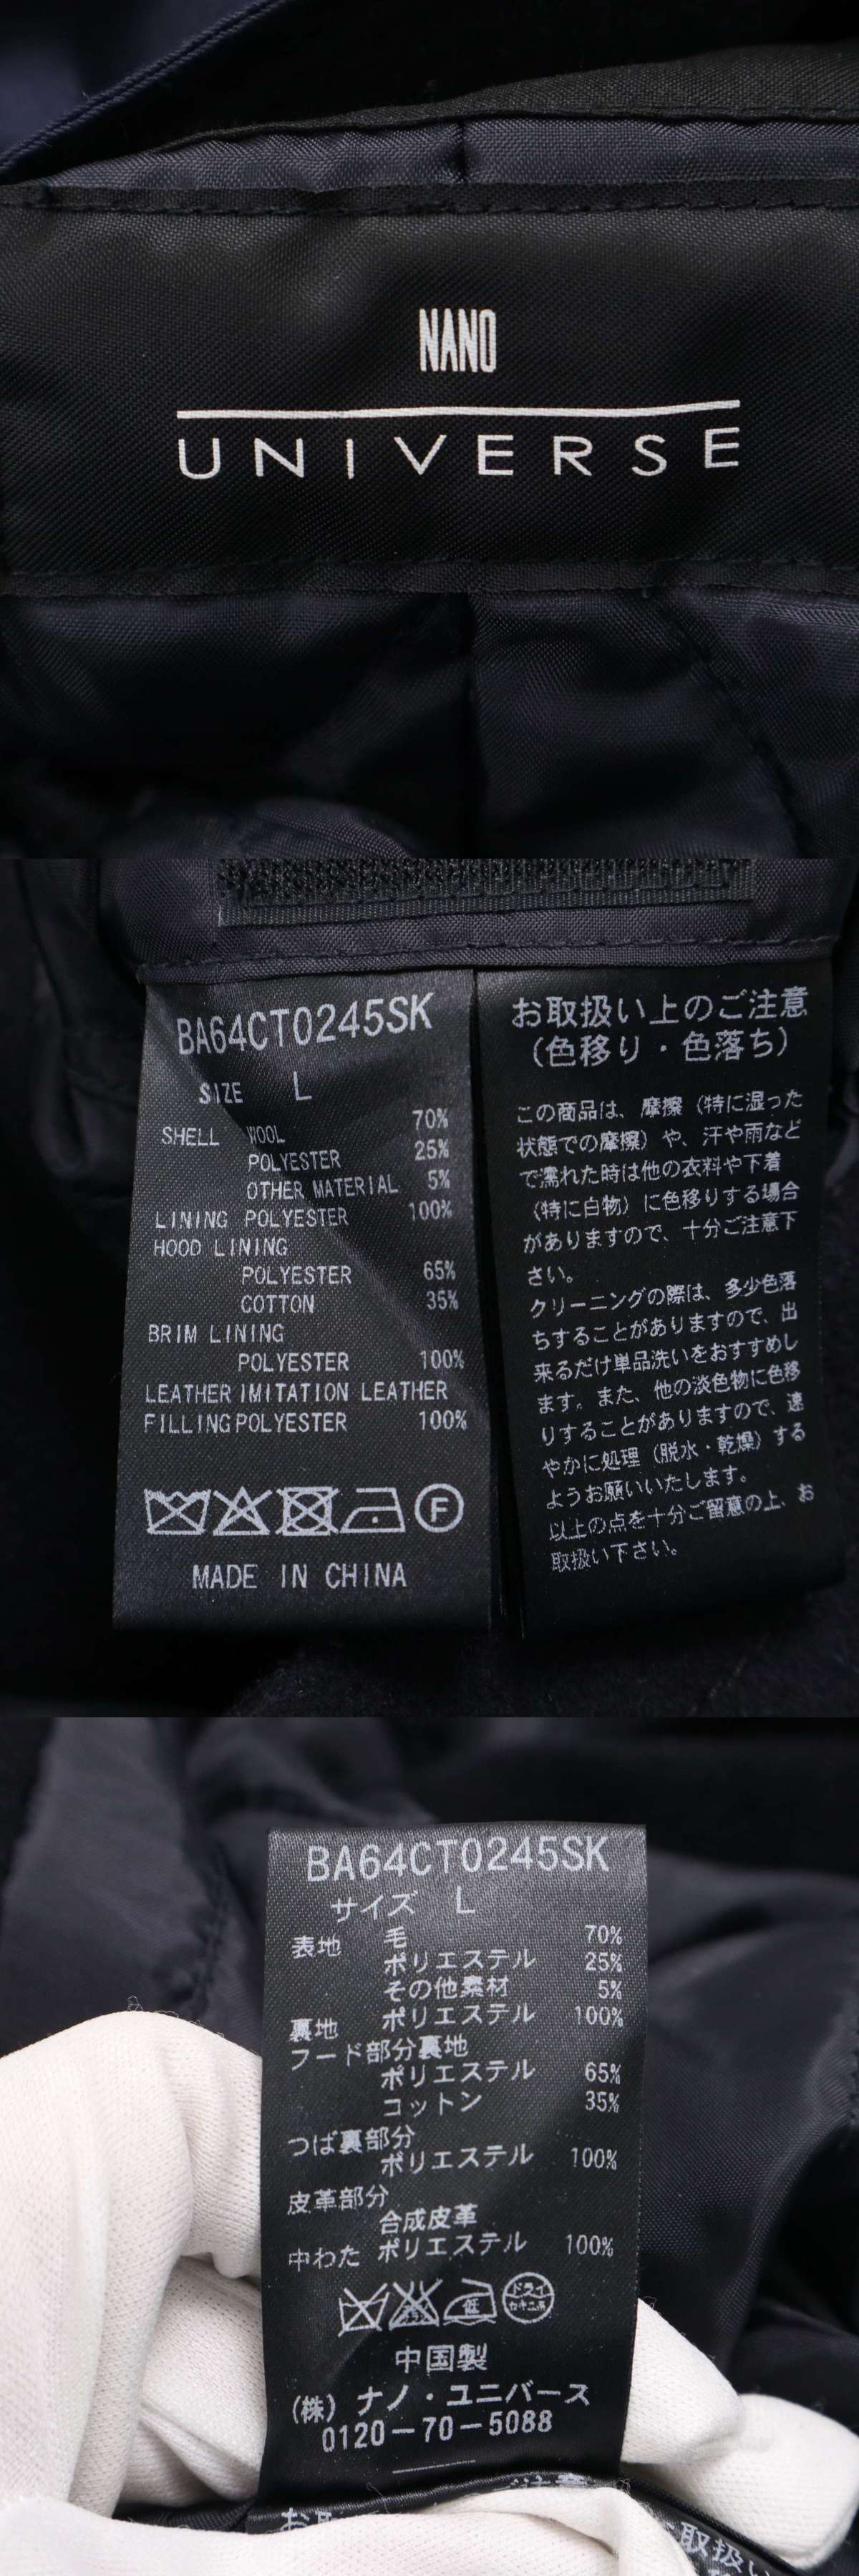 NANO
UNIVERSE
BA64CT0245SK
SIZE L
SHELL WOOL 70%
POLYESTER 25%
OTHER MATERIAL 5%
LINING POLYESTER 100%
HOOD LINING
POLYESTER 65%
COTTON 35%
BRIM LINING
POLYESTER 100%
LEATHER IMITATION LEATHER
FILLING POLYESTER 100%
F
MADE IN CHINA
お取扱い上のご注意
(色移り・色落ち)
この商品は、摩擦（特に湿った
状態での摩擦）や、汗や雨など
で濡れた時は他の衣料や下着
（特に白物）に色移りする場合
がありますので、十分ご注意下
さい。
クリーニングの際は、多少色落
ちすることがありますので、出
来るだけ単品洗いをおすすめし
ます。また、他の淡色物に色移
りすることがありますので、速
やかに処理（脱水・乾燥）する
ようお願いいたします。
以上の点を十分ご留意の上、お
取扱い下さい。
BA64CT0245SK
サイズ L
表地 毛 70%
ポリエステル 25%
その他素材 5%
裏地 ポリエステル 100%
フード部分裏地
ポリエステル 65%
コットン 35%
つば裏部分
ポリエステル 100%
皮革部分
合成皮革
中わた ポリエステル 100%
低 ドライ
中国製
(株) ナノ・ユニバース
0120-70-5088
取扱い